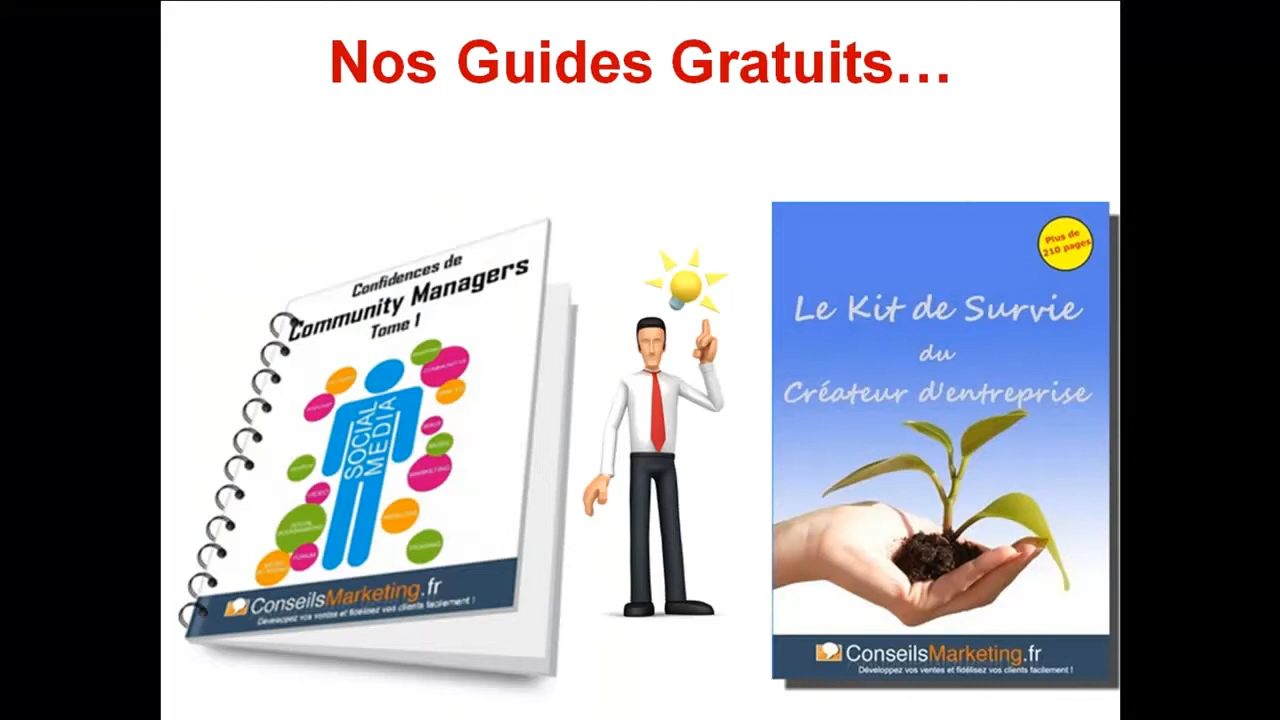 Nos Guides Gratuits…
Confidences de
Community Managers
Tome 1
SOCIAL
MEDIA
FORUM
ConseilsMarketing.fr
Développez vos ventes et fidélisez vos clients facilement !
Plus de
210 pages
Le Kit de Survie
du
Créateur d'entreprise
ConseilsMarketing.fr
Développez vos ventes et fidélisez vos clients facilement !